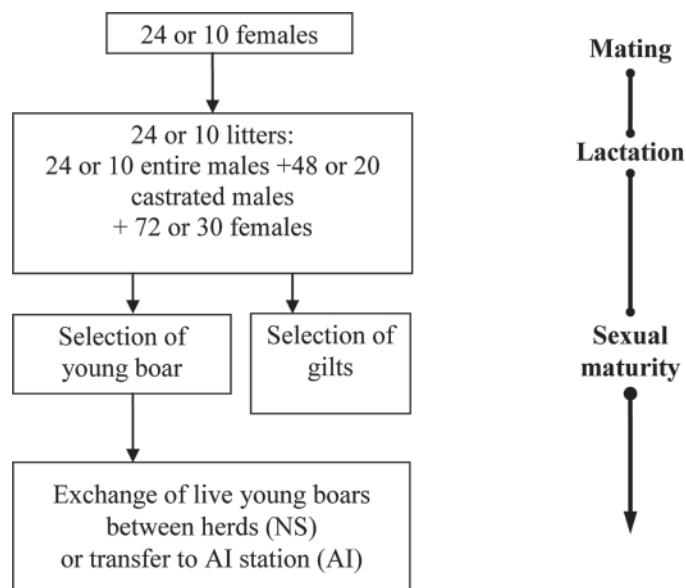 24 or 10 females
24 or 10 litters:
24 or 10 entire males +48 or 20
castrated males
+ 72 or 30 females
Selection of
young boar
Selection of
gilts
Exchange of live young boars
between herds (NS)
or transfer to AI station (AI)
Mating
Lactation
Sexual
maturity